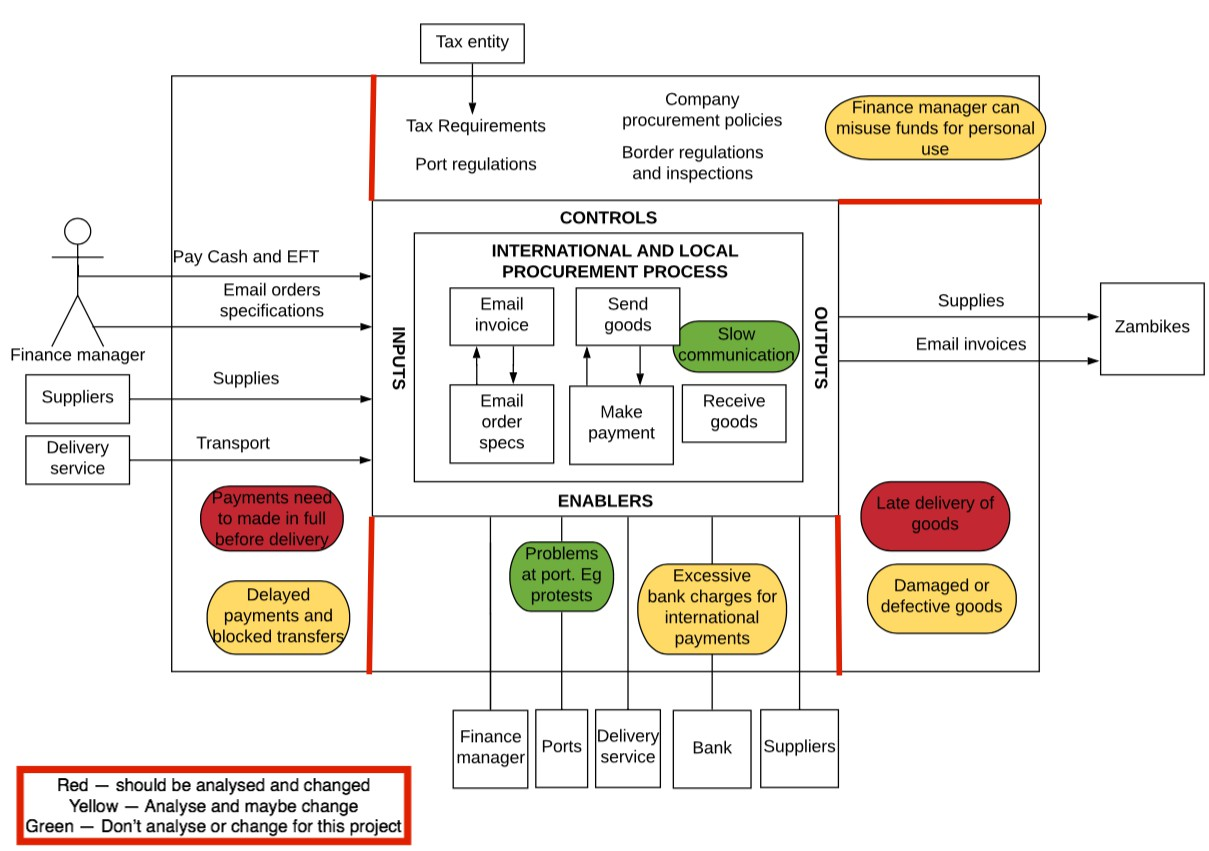 Tax entity
Tax Requirements
Port regulations
Company
procurement policies
Border regulations
and inspections
Finance manager can
misuse funds for personal
use
CONTROLS
INTERNATIONAL AND LOCAL
PROCUREMENT PROCESS
Pay Cash and EFT
Email orders
specifications
Finance manager
Suppliers
Supplies
Delivery
service
Transport
INPUTS
Email
invoice
Send
goods
Slow
communication
Email
order
specs
Make
payment
Receive
goods
OUTPUTS
Supplies
Email invoices
Zambikes
ENABLERS
Payments need
to made in full
before delivery
Delayed
payments and
blocked transfers
Problems
at port. Eg
protests
Excessive
bank charges for
international
payments
Late delivery of
goods
Damaged or
defective goods
Finance
manager
Ports
Delivery
service
Bank
Suppliers
Red — should be analysed and changed
Yellow — Analyse and maybe change
Green — Don't analyse or change for this project